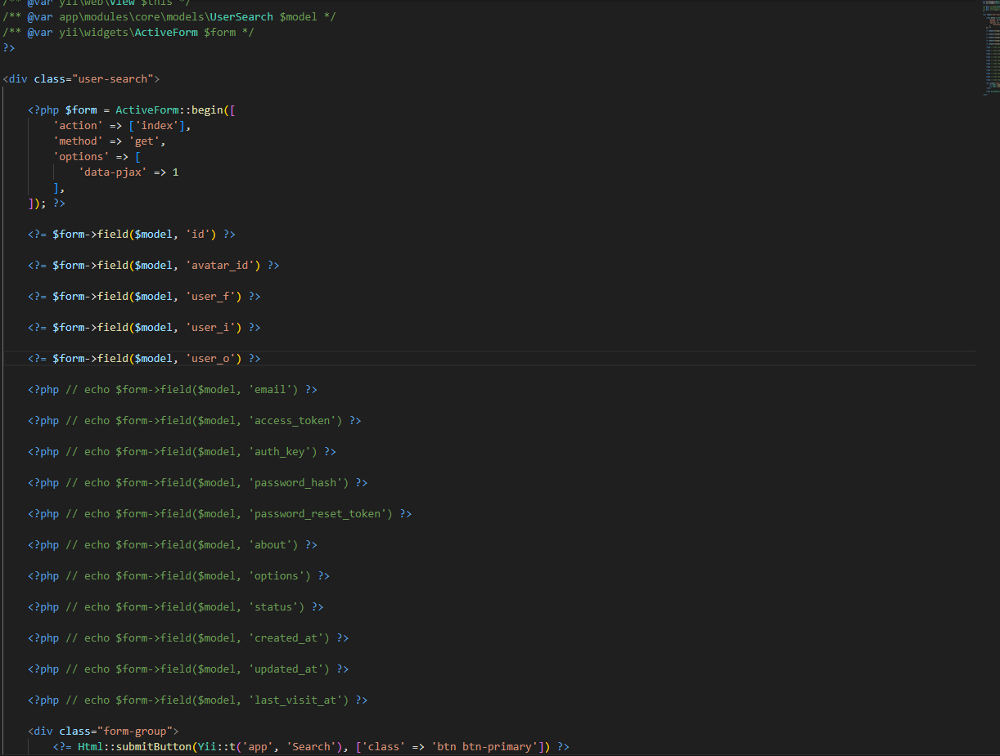 /** @var yii\web\View $this */
/** @var app\modules\core\models\UserSearch $model */
/** @var yii\widgets\ActiveForm $form */
?>
<div class="user-search">
<?php $form = ActiveForm::begin([
'action' => ['index'],
'method' => 'get',
'options' => [
'data-pjax' => 1
],
]); ?>
<?= $form->field($model, 'id') ?>
<?= $form->field($model, 'avatar_id') ?>
<?= $form->field($model, 'user_f') ?>
<?= $form->field($model, 'user_i') ?>
<?= $form->field($model, 'user_o') ?>
<?php // echo $form->field($model, 'email') ?>
<?php // echo $form->field($model, 'access_token') ?>
<?php // echo $form->field($model, 'auth_key') ?>
<?php // echo $form->field($model, 'password_hash') ?>
<?php // echo $form->field($model, 'password_reset_token') ?>
<?php // echo $form->field($model, 'about') ?>
<?php // echo $form->field($model, 'options') ?>
<?php // echo $form->field($model, 'status') ?>
<?php // echo $form->field($model, 'created_at') ?>
<?php // echo $form->field($model, 'updated_at') ?>
<?php // echo $form->field($model, 'last_visit_at') ?>
<div class="form-group">
<?= Html::submitButton(Yii::t('app', 'Search'), ['class' => 'btn btn-primary']) ?>